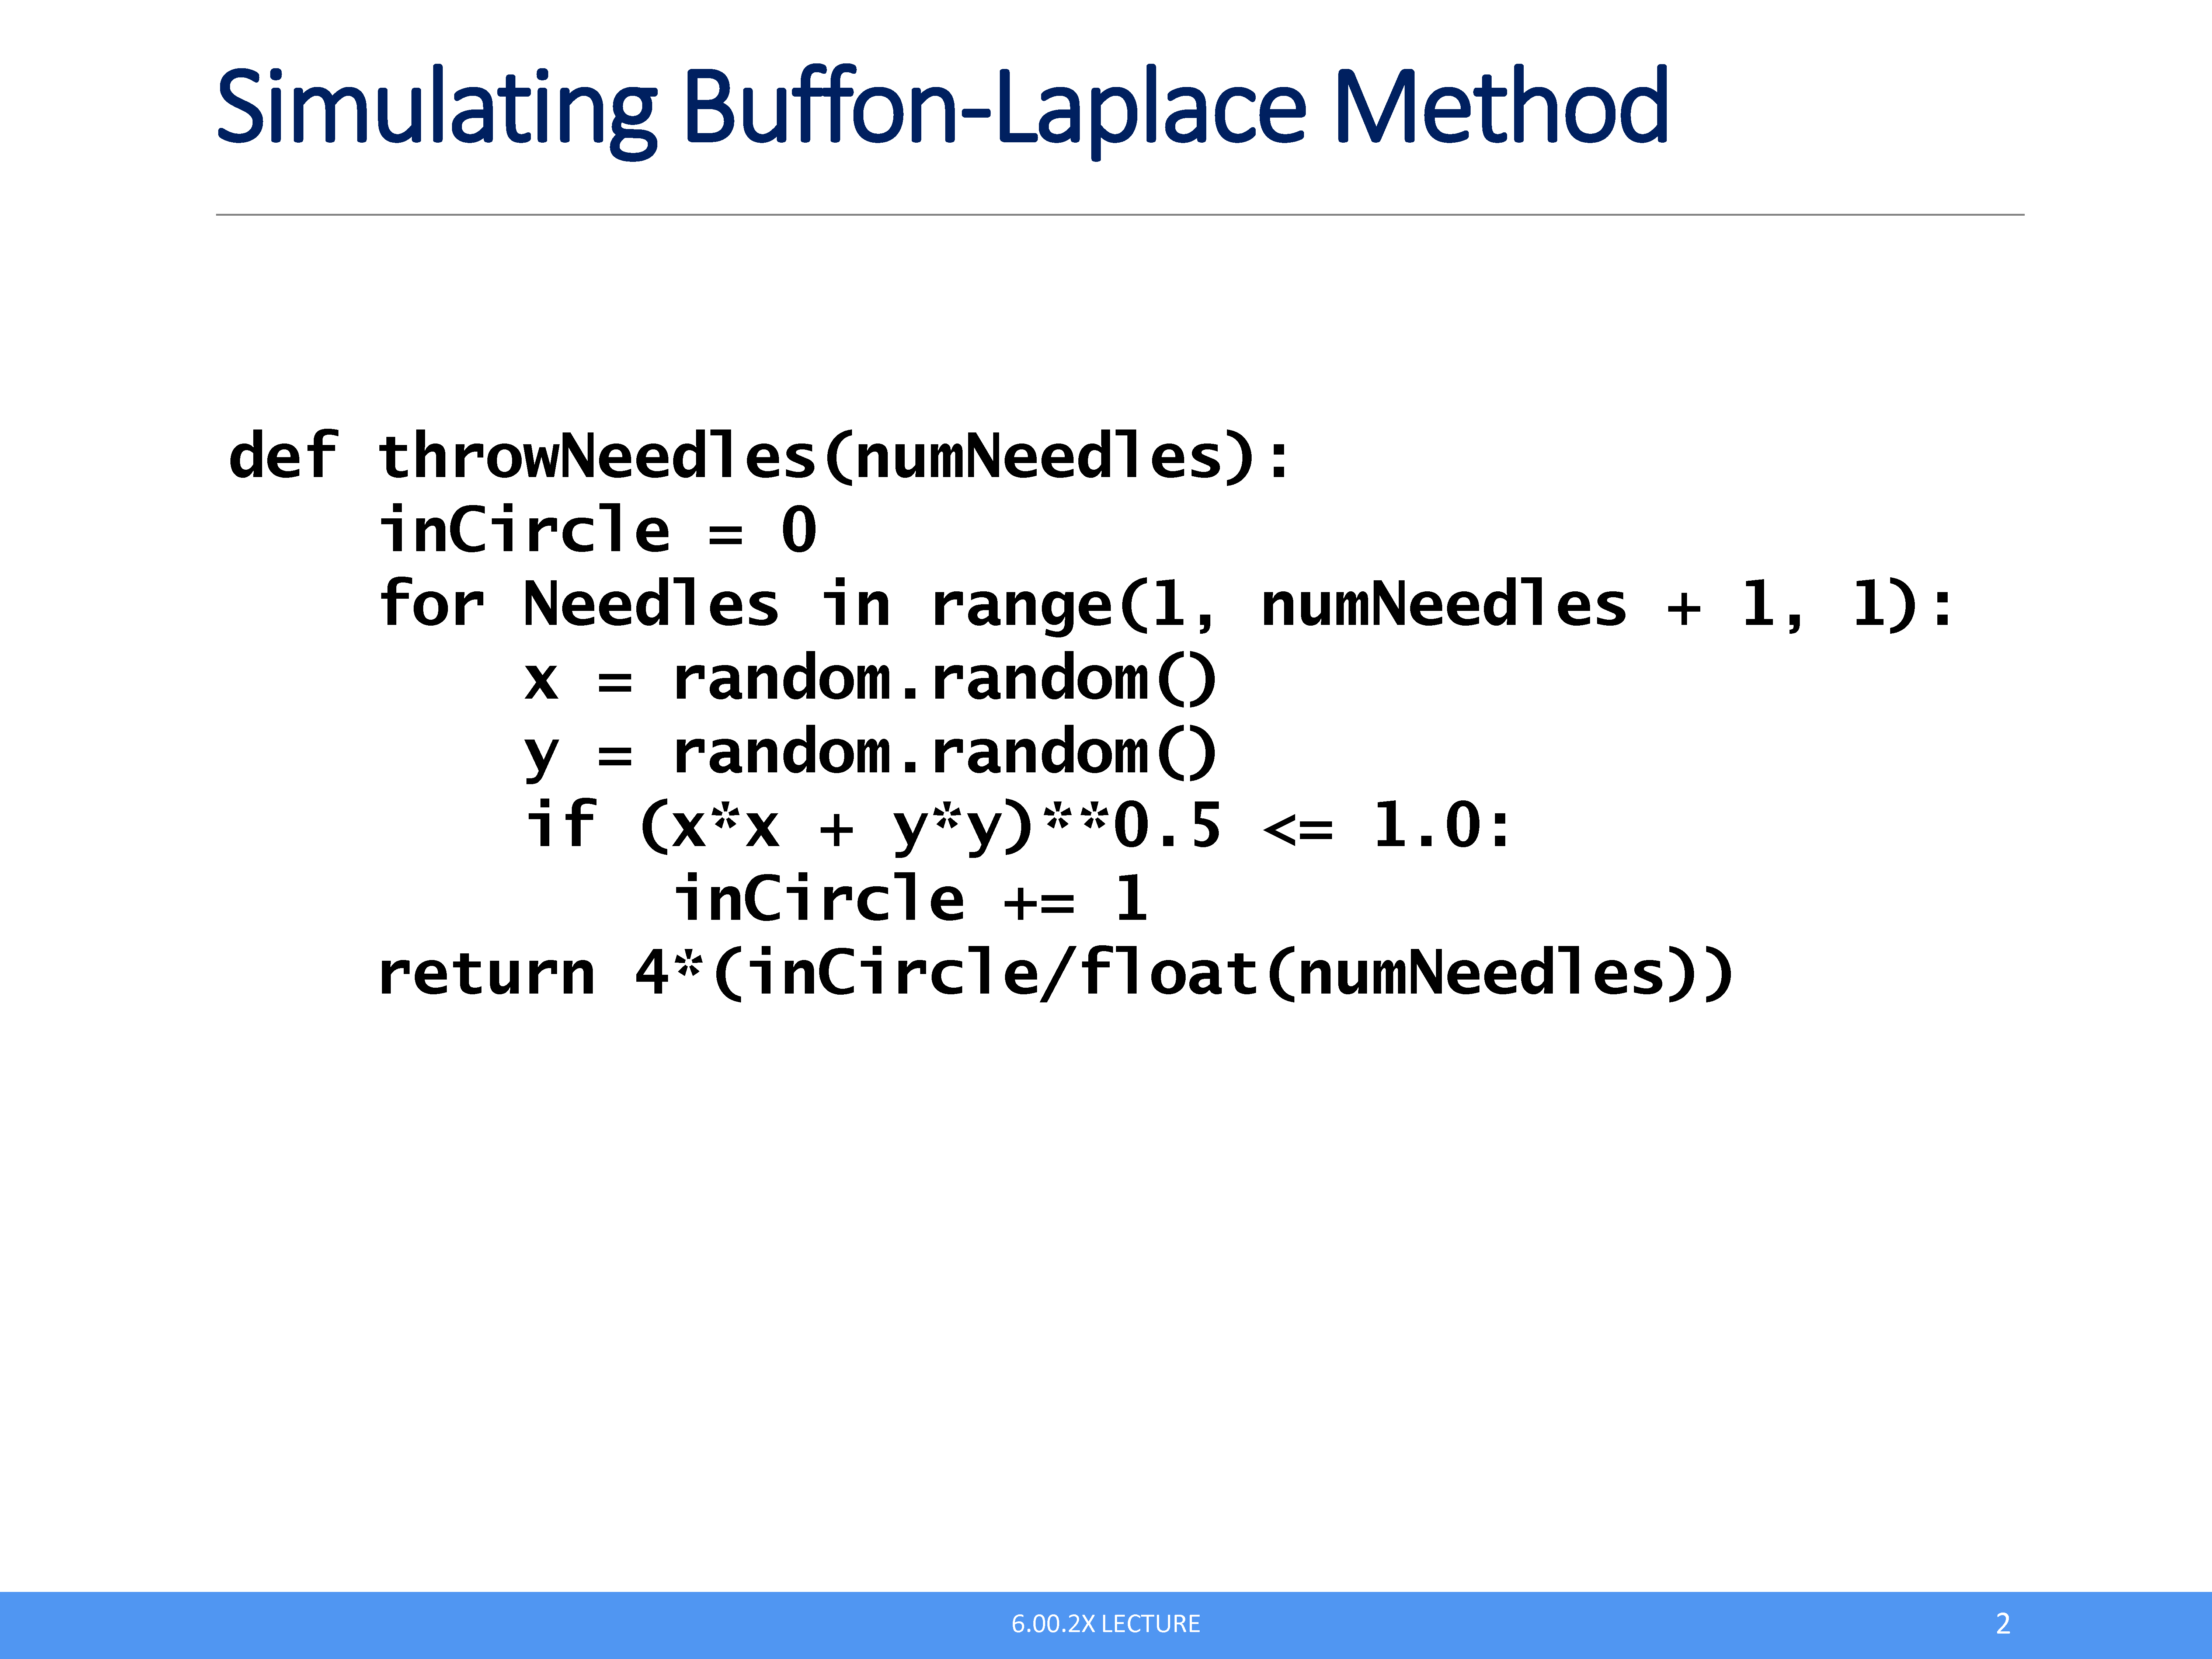 Simulating Buffon-Laplace Method
def throwNeedles(numNeedles):
    inCircle = 0
    for Needles in range(1, numNeedles + 1, 1):
        x = random.random()
        y = random.random()
        if (x*x + y*y)**0.5 <= 1.0:
            inCircle += 1
    return 4*(inCircle/float(numNeedles))
6.00.2X LECTURE
2